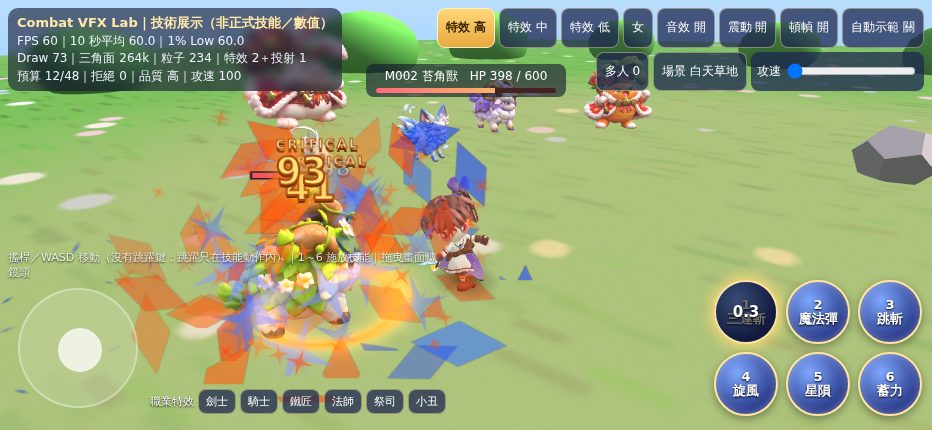 Combat VFX Lab｜技術展示（非正式技能／數值）
FPS 60｜10 秒平均 60.0｜1% Low 60.0
Draw 73｜三角面 264k｜粒子 234｜特效 2＋投射 1
預算 12/48｜拒絕 0｜品質 高｜攻速 100
特效 高
特效 中
特效 低
女
音效 開
震動 開
頓幀 開
自動示範 關
多人 0
場景 白天草地
攻速
M002 苔角獸 HP 398 / 600
CRITICAL
CRITICAL
93
98
41
搖桿／WASD 移動（沒有跳躍鍵；跳躍只在技能動作內）｜1～6 施放技能｜拖曳畫面轉
鏡頭
1
三連斬
0.3
2
魔法彈
3
跳斬
4
旋風
5
星隕
6
蓄力
職業特效
劍士
騎士
鐵匠
法師
祭司
小丑